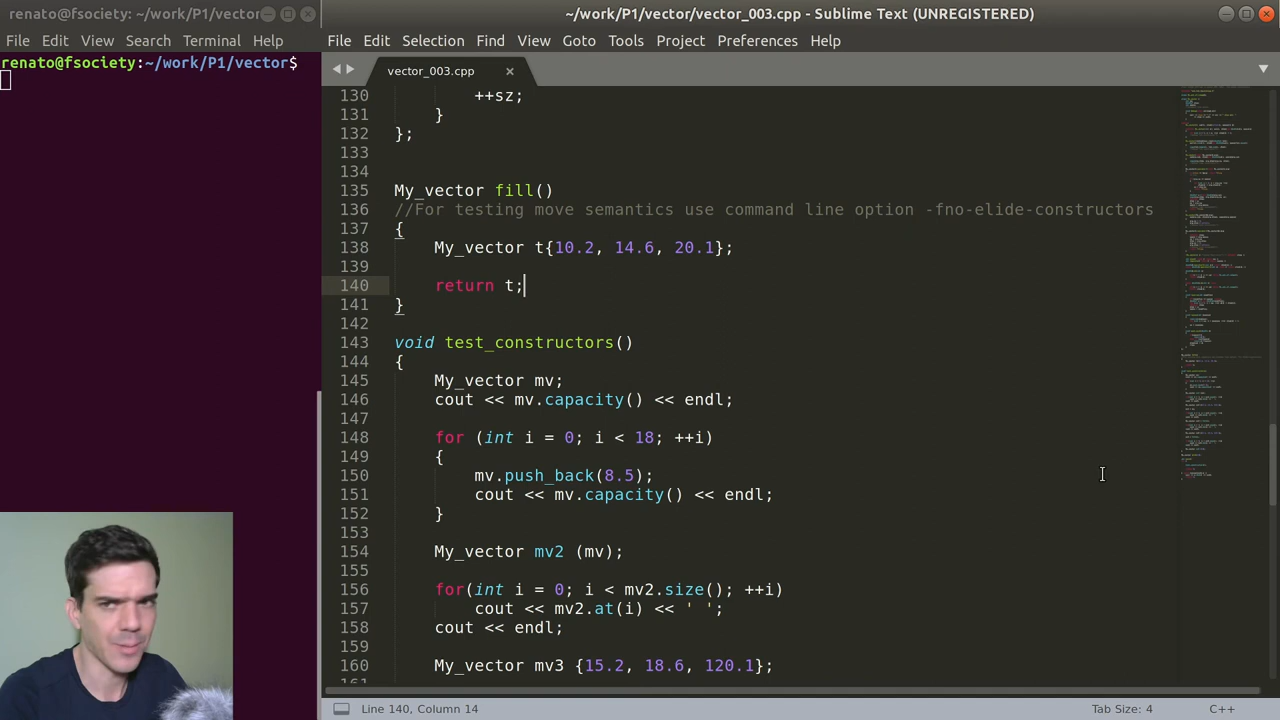 renato@fsociety: ~/work/P1/vector
File Edit View Search Terminal Help
renato@fsociety:~/work/P1/vector$
~/work/P1/vector/vector_003.cpp - Sublime Text (UNREGISTERED)
File Edit Selection Find View Goto Tools Project Preferences Help
vector_003.cpp
130 ++sz;
131 }
132 };
133
134
135 My_vector fill()
136 //For testing move semantics use command line option -fno-elide-constructors
137 {
138 My_vector t{10.2, 14.6, 20.1};
139
140 return t;
141 }
142
143 void test_constructors()
144 {
145 My_vector mv;
146 cout << mv.capacity() << endl;
147
148 for (int i = 0; i < 18; ++i)
149 {
150 mv.push_back(8.5);
151 cout << mv.capacity() << endl;
152 }
153
154 My_vector mv2 (mv);
155
156 for(int i = 0; i < mv2.size(); ++i)
157 cout << mv2.at(i) << ' ';
158 cout << endl;
159
160 My_vector mv3 {15.2, 18.6, 120.1};
Line 140, Column 14
Tab Size: 4
C++